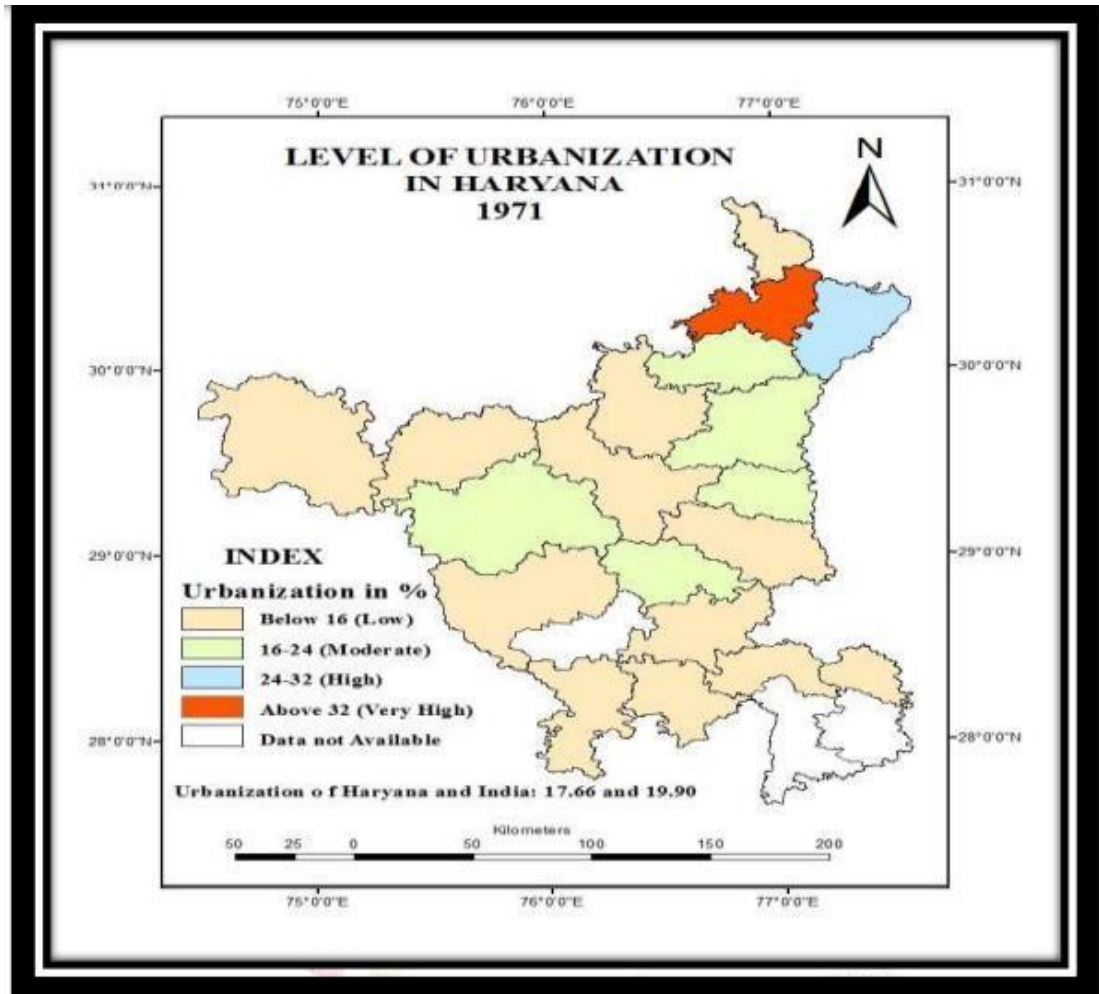 75°0'0"E 76°0'0"E 77°0'0"E
LEVEL OF URBANIZATION
IN HARYANA
1971
N
31°0'0"N
31°0'0"N
30°0'0"N
30°0'0"N
29°0'0"N
29°0'0"N
28°0'0"N
28°0'0"N
INDEX
Urbanization in %
Below 16 (Low)
16-24 (Moderate)
24-32 (High)
Above 32 (Very High)
Data not Available
Urbanization o f Haryana and India: 17.66 and 19.90
Kilometers
50 25 0 50 100 150 200
75°0'0"E 76°0'0"E 77°0'0"E